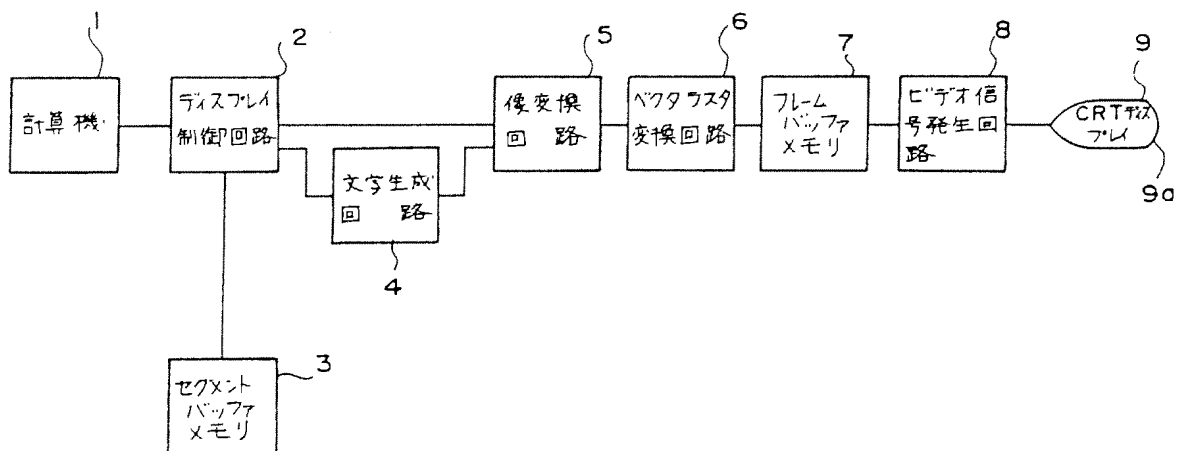 1
計算機
2
ディスプレイ
制御回路
3
セグメント
バッファ
メモリ
4
文字生成
回 路
5
像変換
回 路
6
ベクタラスタ
変換回路
7
フレーム
バッファ
メモリ
8
ビデオ信
号発生回
路
9
CRTディス
プレイ
9a